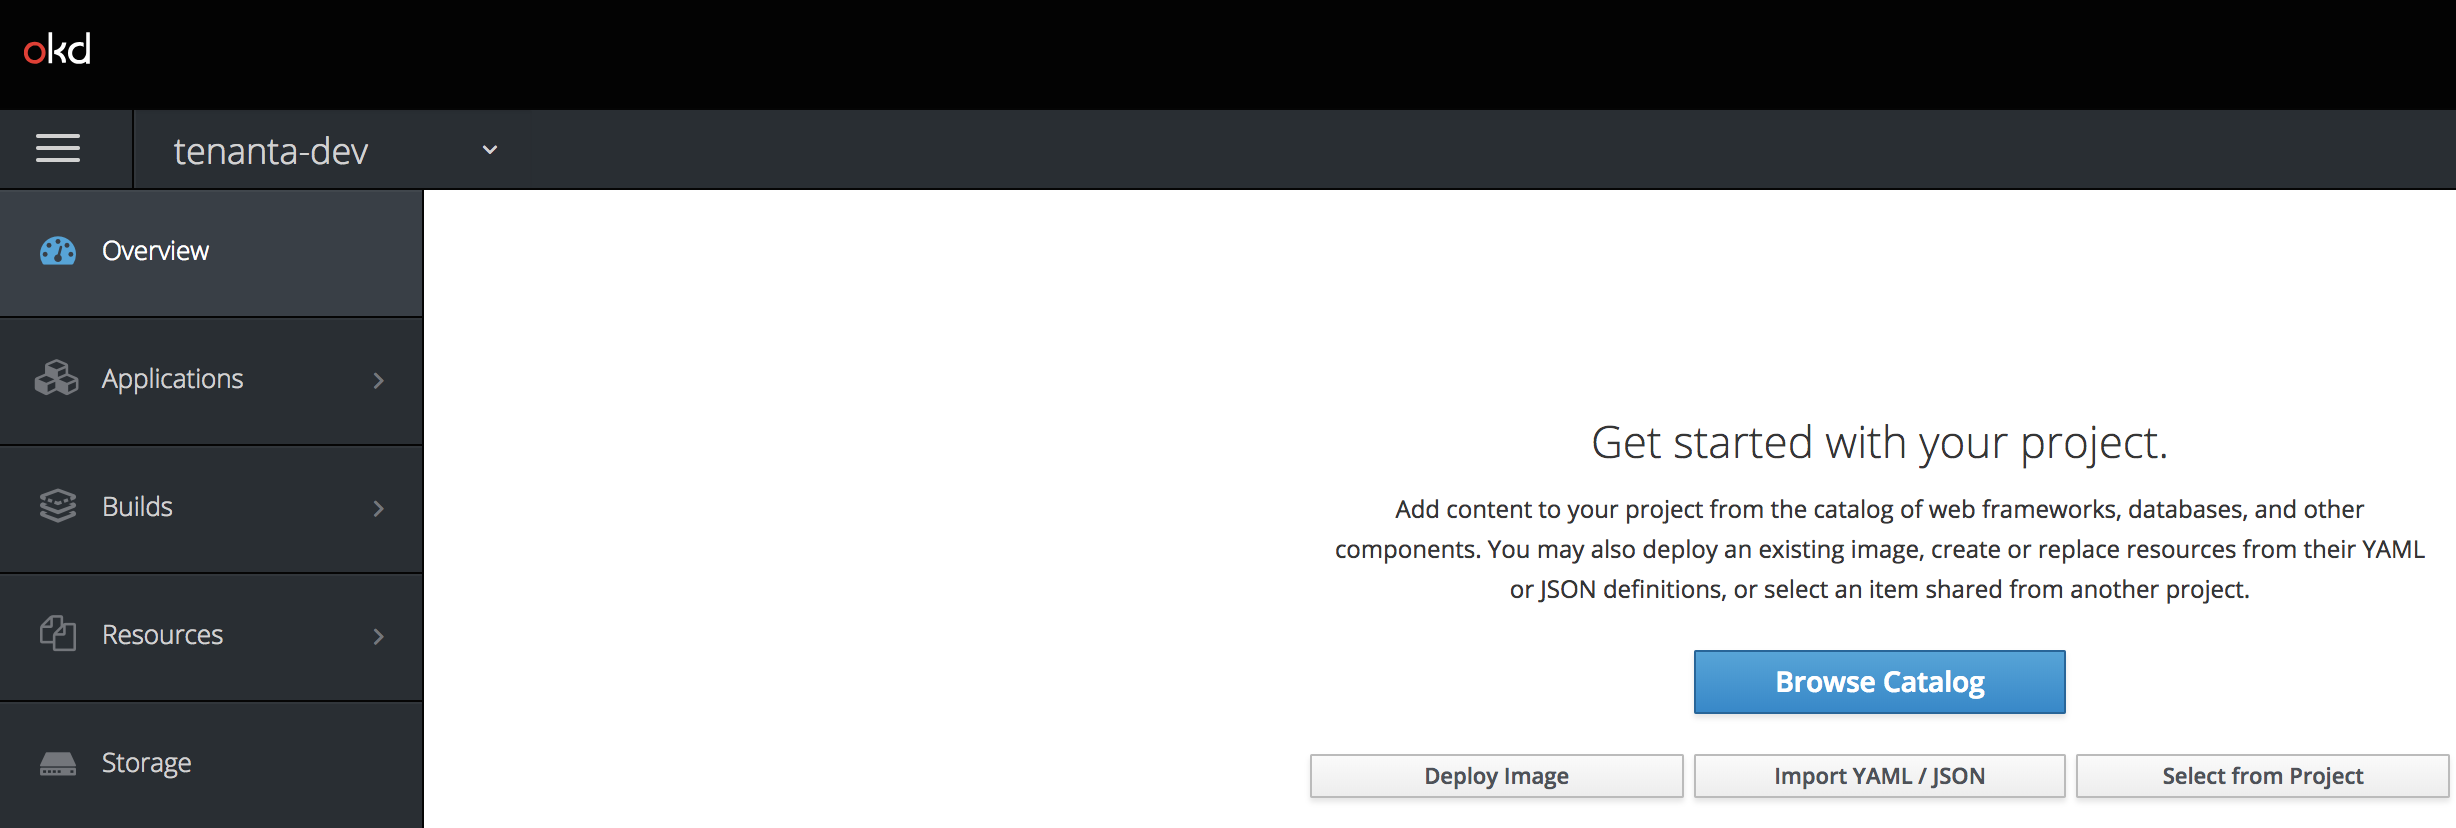 okd
tenanta-dev
Overview
Applications
Builds
Resources
Storage
Get started with your project.
Add content to your project from the catalog of web frameworks, databases, and other
components. You may also deploy an existing image, create or replace resources from their YAML
or JSON definitions, or select an item shared from another project.
Browse Catalog
Deploy Image
Import YAML / JSON
Select from Project